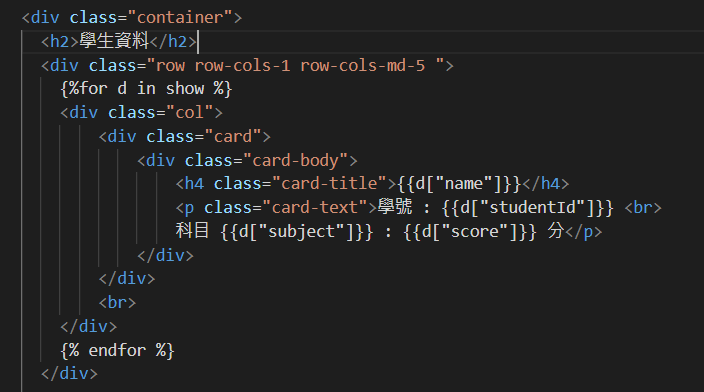 <div class="container">
<h2>學生資料</h2>
<div class="row row-cols-1 row-cols-md-5 ">
{%for d in show %}
<div class="col">
<div class="card">
<div class="card-body">
<h4 class="card-title">{{d["name"]}}</h4>
<p class="card-text">學號 : {{d["studentId"]}} <br>
科目 {{d["subject"]}} : {{d["score"]}} 分</p>
</div>
</div>
<br>
</div>
{% endfor %}
</div>